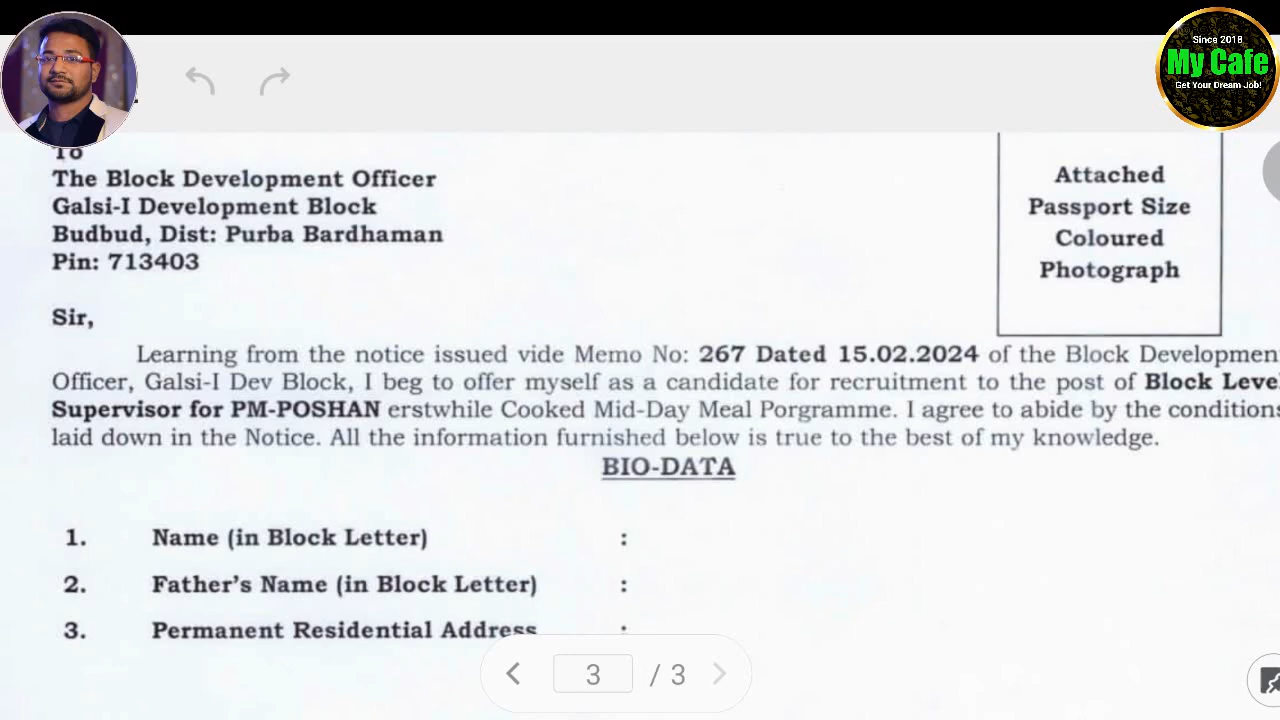 Since 2018
My Cafe
Get Your Dream Job!
To
The Block Development Officer
Galsi-I Development Block
Budbud, Dist: Purba Bardhaman
Pin: 713403
Attached
Passport Size
Coloured
Photograph
Sir,
Learning from the notice issued vide Memo No: 267 Dated 15.02.2024 of the Block Developmen
Officer, Galsi-I Dev Block, I beg to offer myself as a candidate for recruitment to the post of Block Leve
Supervisor for PM-POSHAN erstwhile Cooked Mid-Day Meal Porgramme. I agree to abide by the conditions
laid down in the Notice. All the information furnished below is true to the best of my knowledge.
BIO-DATA
1. Name (in Block Letter) :
2. Father's Name (in Block Letter) :
3. Permanent Residential Address :
3 / 3